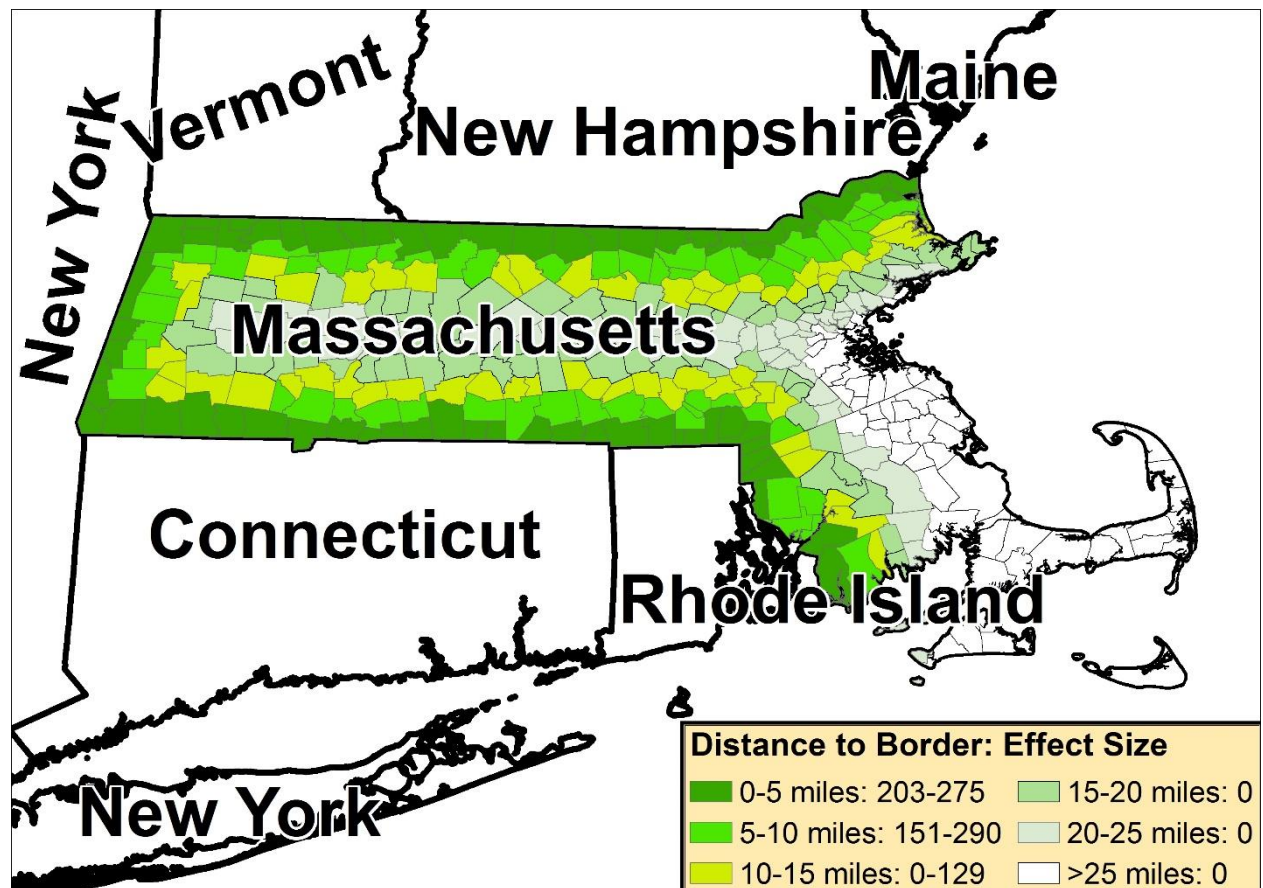 Maine
Vermont
New Hampshire
New York
Massachusetts
Connecticut
Rhode Island
New York
Distance to Border: Effect Size
0-5 miles: 203-275
5-10 miles: 151-290
10-15 miles: 0-129
15-20 miles: 0
20-25 miles: 0
>25 miles: 0